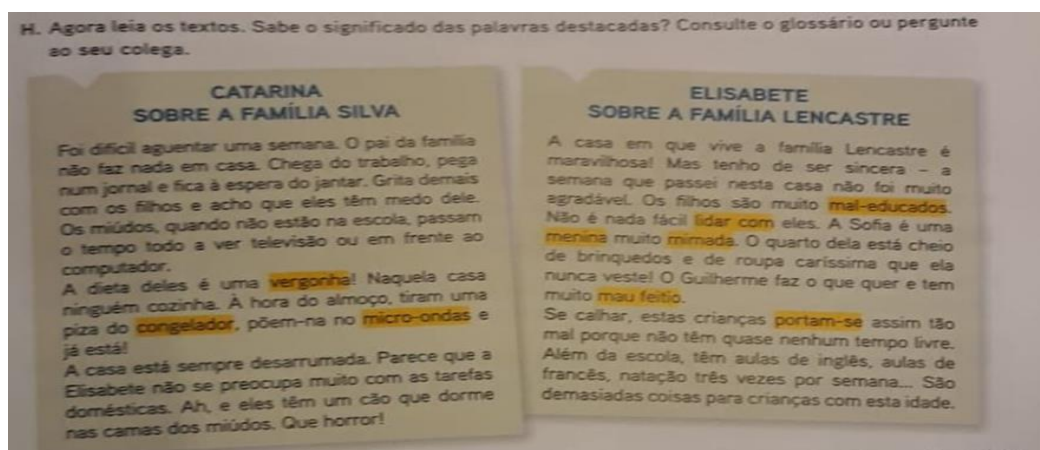 H. Agora leia os textos. Sabe o significado das palavras destacadas? Consulte o glossário ou pergunte
ao seu colega.
CATARINA
SOBRE A FAMÍLIA SILVA
Foi difícil aguentar uma semana. O pai da família
não faz nada em casa. Chega do trabalho, pega
num jornal e fica à espera do jantar. Grita demais
com os filhos e acho que eles têm medo dele.
Os miúdos, quando não estão na escola, passam
o tempo todo a ver televisão ou em frente ao
computador.
A dieta deles é uma vergonha! Naquela casa
ninguém cozinha. À hora do almoço, tiram uma
piza do congelador, põem-na no micro-ondas e
já está!
A casa está sempre desarrumada. Parece que a
Elisabete não se preocupa muito com as tarefas
domésticas. Ah, e eles têm um cão que dorme
nas camas dos miúdos. Que horror!
ELISABETE
SOBRE A FAMÍLIA LENCASTRE
A casa em que vive a família Lencastre é
maravilhosa! Mas tenho de ser sincera – a
semana que passei nesta casa não foi muito
agradável. Os filhos são muito mal-educados.
Não é nada fácil lidar com eles. A Sofia é uma
menina muito mimada. O quarto dela está cheio
de brinquedos e de roupa caríssima que ela
nunca veste! O Guilherme faz o que quer e tem
muito mau feitio.
Se calhar, estas crianças portam-se assim tão
mal porque não têm quase nenhum tempo livre.
Além da escola, têm aulas de inglês, aulas de
francês, natação três vezes por semana... São
demasiadas coisas para crianças com esta idade.